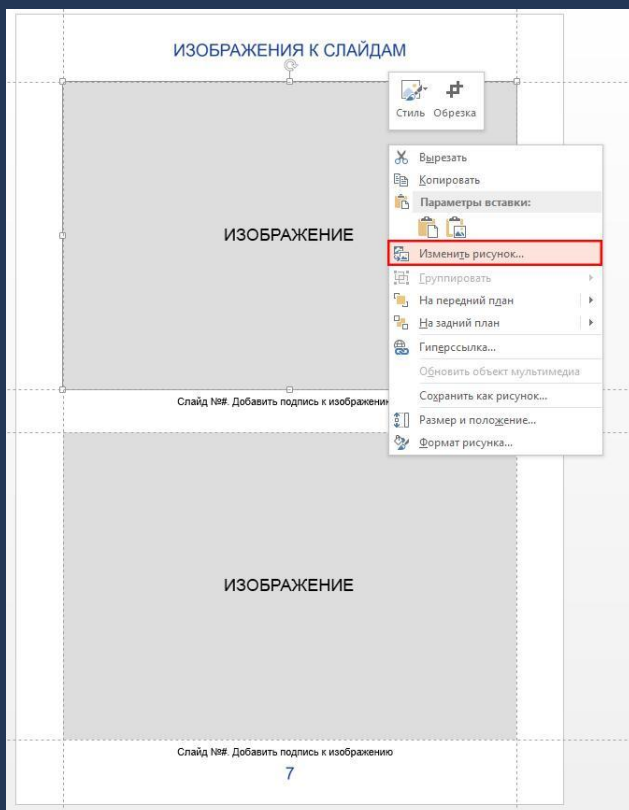 ИЗОБРАЖЕНИЯ К СЛАЙДАМ
Стиль Обрезка
Вырезать
Копировать
Параметры вставки:
ИЗОБРАЖЕНИЕ
Изменить рисунок...
Группировать
На передний план
На задний план
Гиперссылка...
Обновить объект мультимедиа
Сохранить как рисунок...
Слайд №#. Добавить подпись к изображению
Размер и положение...
Формат рисунка...
ИЗОБРАЖЕНИЕ
Слайд №#. Добавить подпись к изображению
7